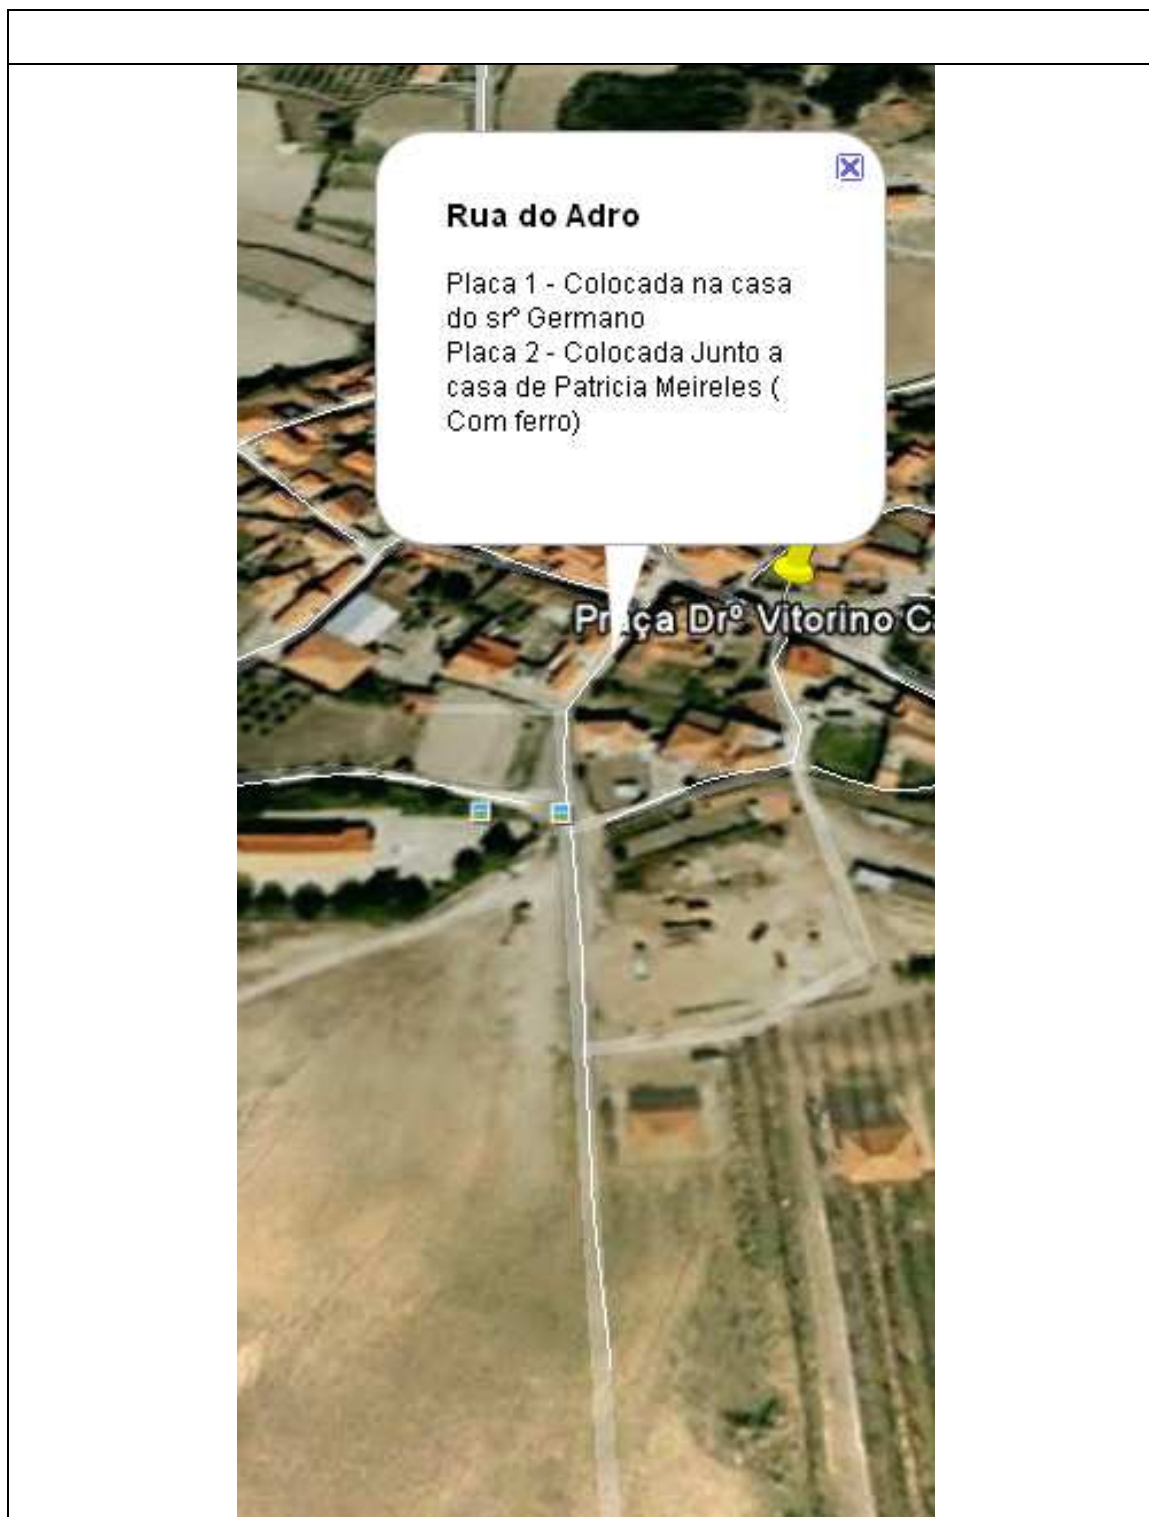 Rua do Adro
Placa 1 - Colocada na casa
do srº Germano
Placa 2 - Colocada Junto a
casa de Patricia Meireles (
Com ferro)
Praça Drº Vitorino C